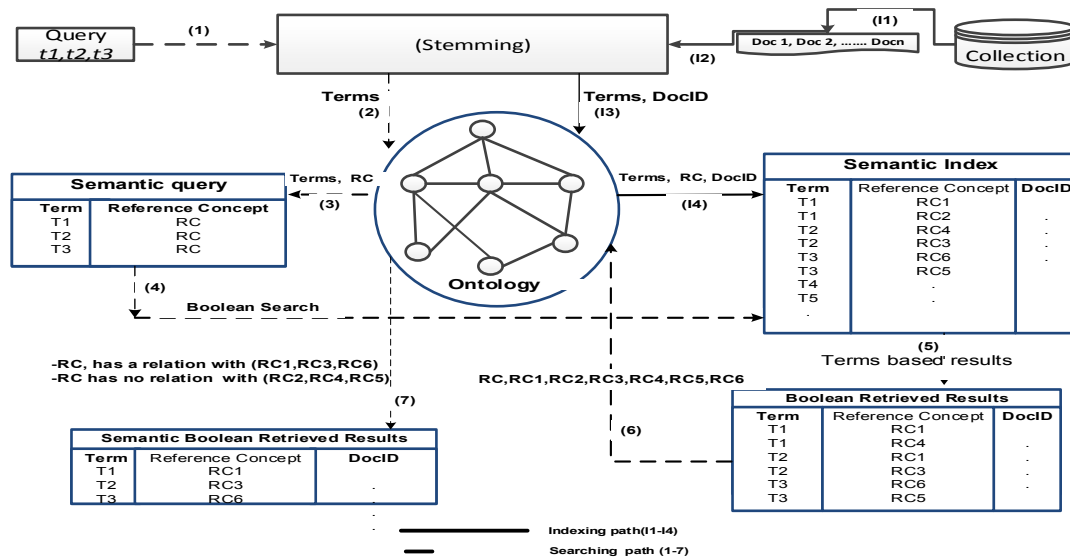 Query
t1,t2,t3
(1)
(Stemming)
(I1)
Doc 1, Doc 2, ....... Docn
(I2)
Collection
Terms
(2)
Terms, DocID
(I3)
Semantic query
Term Reference Concept
T1 RC
T2 RC
T3 RC
Terms, RC
(3)
Ontology
Terms, RC, DocID
(I4)
Semantic Index
Term Reference Concept DocID
T1 RC1
T1 RC2 .
T2 RC4 .
T2 RC3 .
T3 RC6 .
T3 RC5
T4 .
T5 .
.
(4)
Boolean Search
(5)
Terms based results
-RC, has a relation with (RC1,RC3,RC6)
-RC has no relation with (RC2,RC4,RC5)
(7)
RC,RC1,RC2,RC3,RC4,RC5,RC6
(6)
Boolean Retrieved Results
Term Reference Concept DocID
T1 RC1
T1 RC4 .
T2 RC1 .
T2 RC3 .
T3 RC6 .
T3 RC5
Semantic Boolean Retrieved Results
Term Reference Concept DocID
T1 RC1 .
T2 RC3 .
T3 RC6 .
.
Indexing path(I1-I4)
Searching path (1-7)